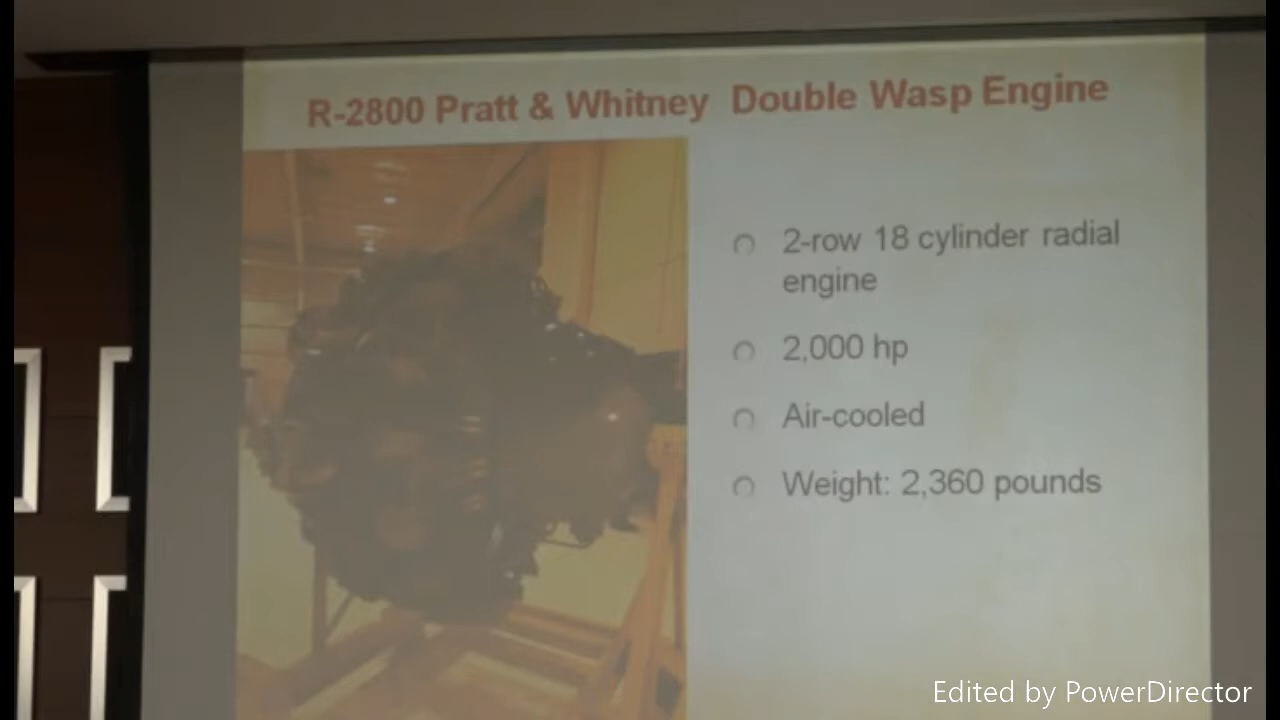 R-2800 Pratt & Whitney Double Wasp Engine
2-row 18 cylinder radial
engine
2,000 hp
Air-cooled
Weight: 2,360 pounds
Edited by PowerDirector